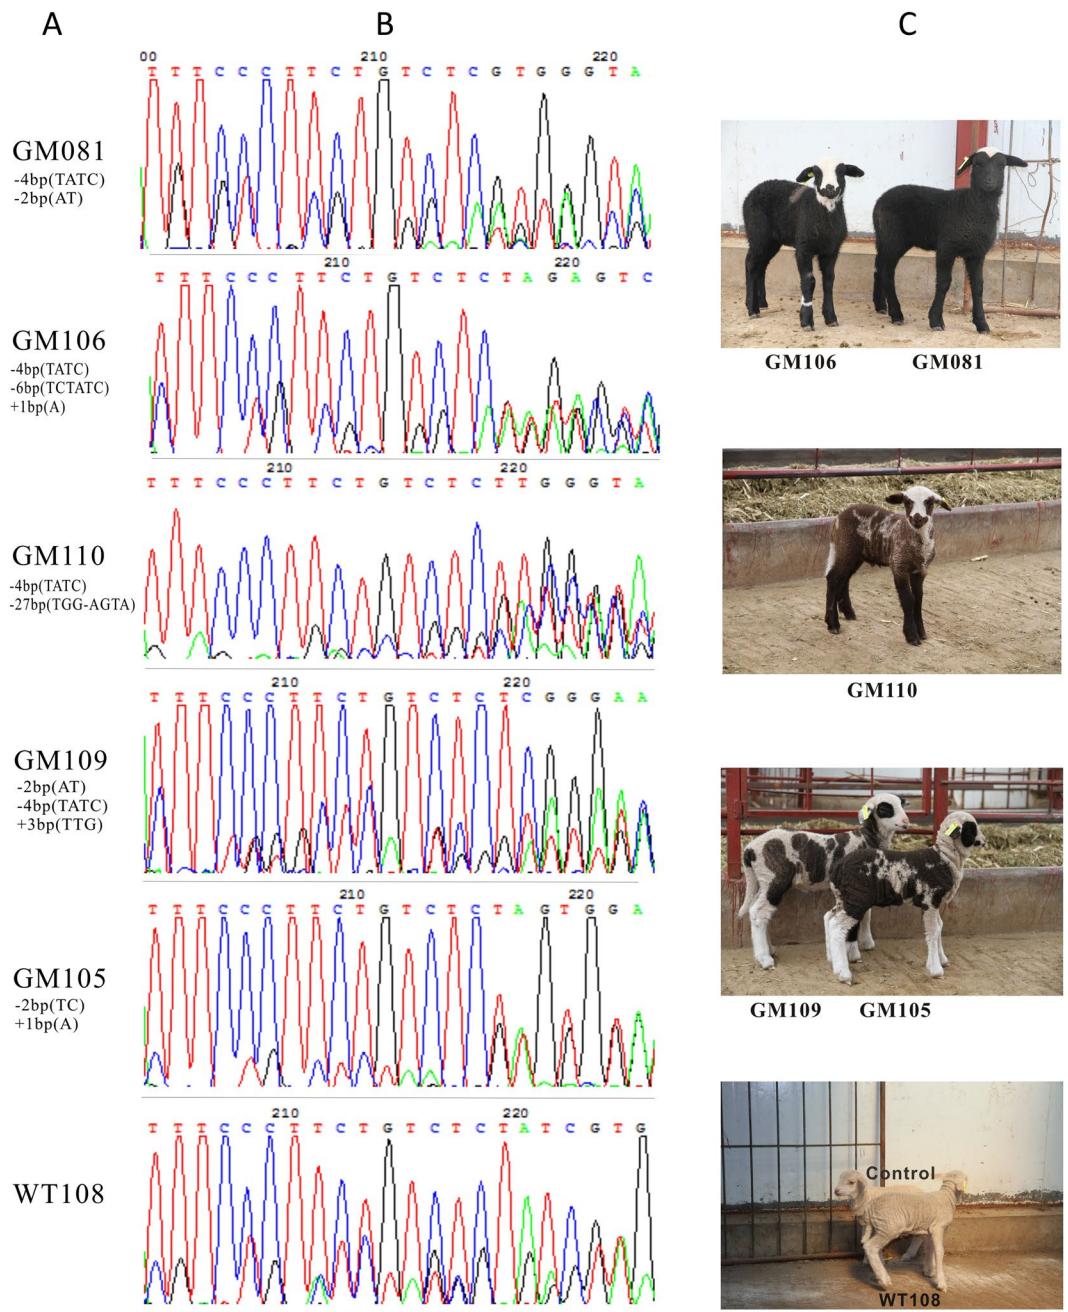 A B C
00 210 220
T T T C C C T T C T G T C T C G T G G G T A
GM081
-4bp(TATC)
-2bp(AT)
210 220
T T T C C C T T C T G T C T C T A G A G T C
GM106
-4bp(TATC)
-6bp(TCTATC)
+1bp(A)
GM106 GM081
210 220
T T T C C C T T C T G T C T C T T G G G T A
GM110
-4bp(TATC)
-27bp(TGG-AGTA)
GM110
210 220
T T T C C C T T C T G T C T C T C G G G A A
GM109
-2bp(AT)
-4bp(TATC)
+3bp(TTG)
210 220
T T T C C C T T C T G T C T C T A G T G G A
GM105
-2bp(TC)
+1bp(A)
GM109 GM105
210 220
T T T C C C T T C T G T C T C T A T C G T G
WT108
Control
WT108